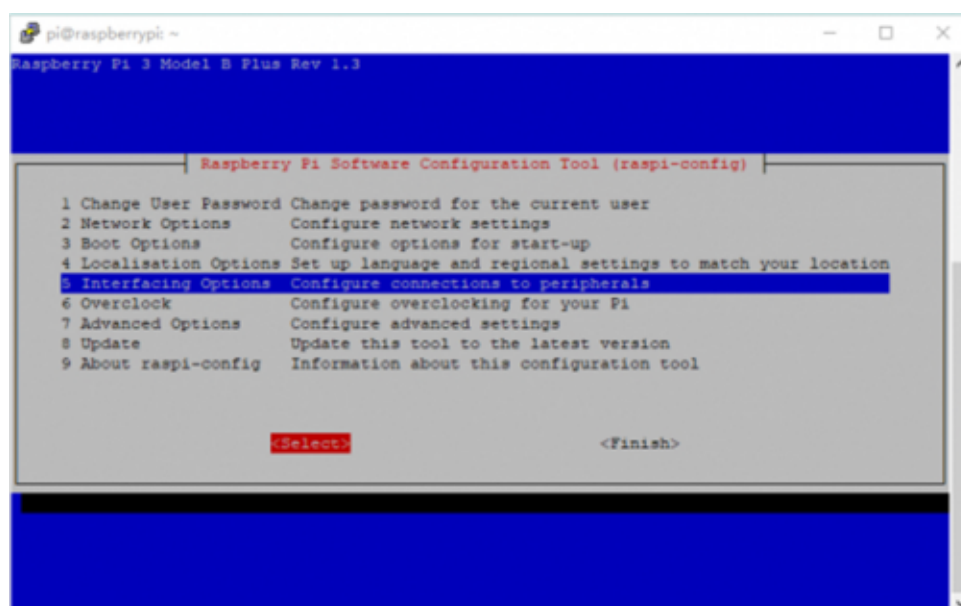 pi@raspberrypi: ~
Raspberry Pi 3 Model B Plus Rev 1.3
Raspberry Pi Software Configuration Tool (raspi-config)
1 Change User Password Change password for the current user
2 Network Options Configure network settings
3 Boot Options Configure options for start-up
4 Localisation Options Set up language and regional settings to match your location
5 Interfacing Options Configure connections to peripherals
6 Overclock Configure overclocking for your Pi
7 Advanced Options Configure advanced settings
8 Update Update this tool to the latest version
9 About raspi-config Information about this configuration tool
<Select> <Finish>